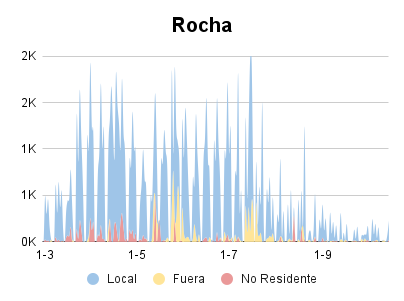 Rocha
2K
2K
1K
1K
0K
1-3 1-5 1-7 1-9
Local Fuera No Residente